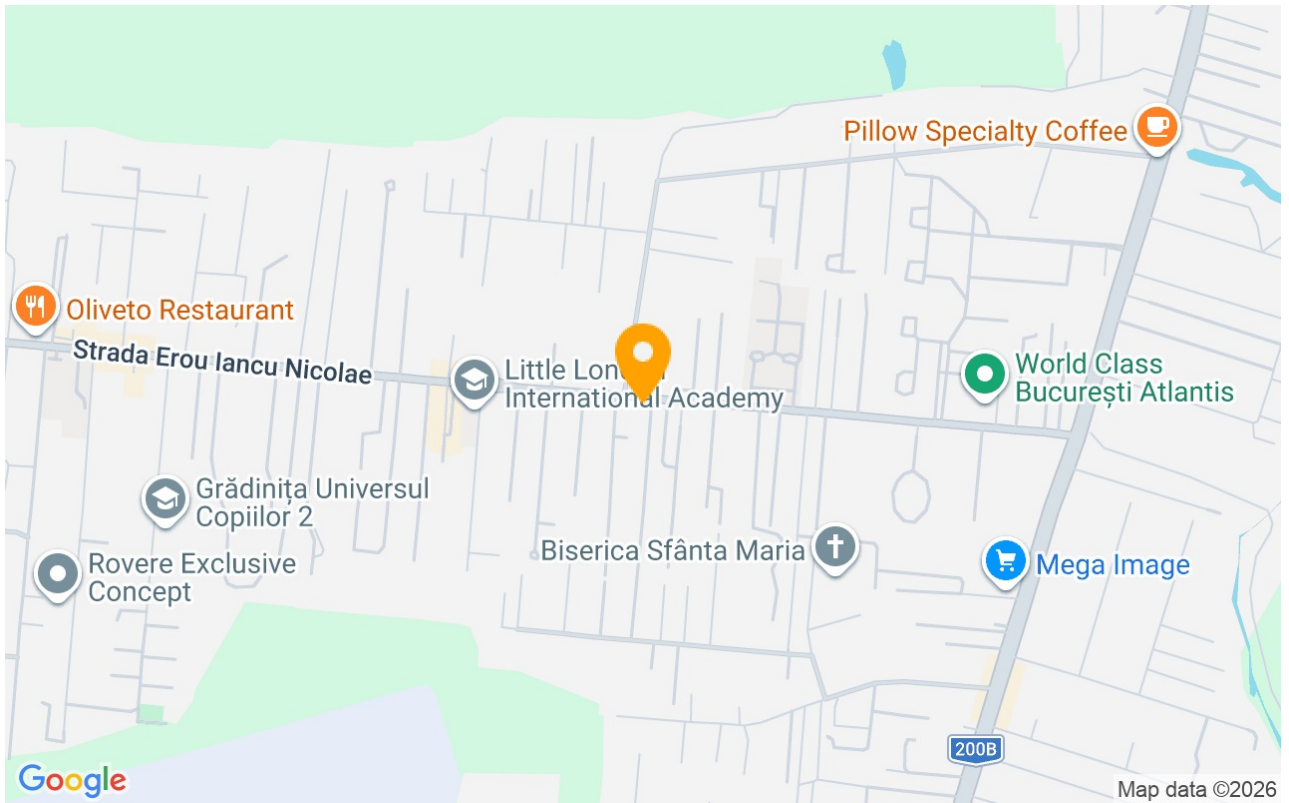 Pillow Specialty Coffee
Oliveto Restaurant
Strada Erou Iancu Nicolae
Little London
International Academy
World Class
București Atlantis
Grădinița Universul
Copiilor 2
Biserica Sfânta Maria
Rovere Exclusive
Concept
Mega Image
200B
Google
Map data ©2026